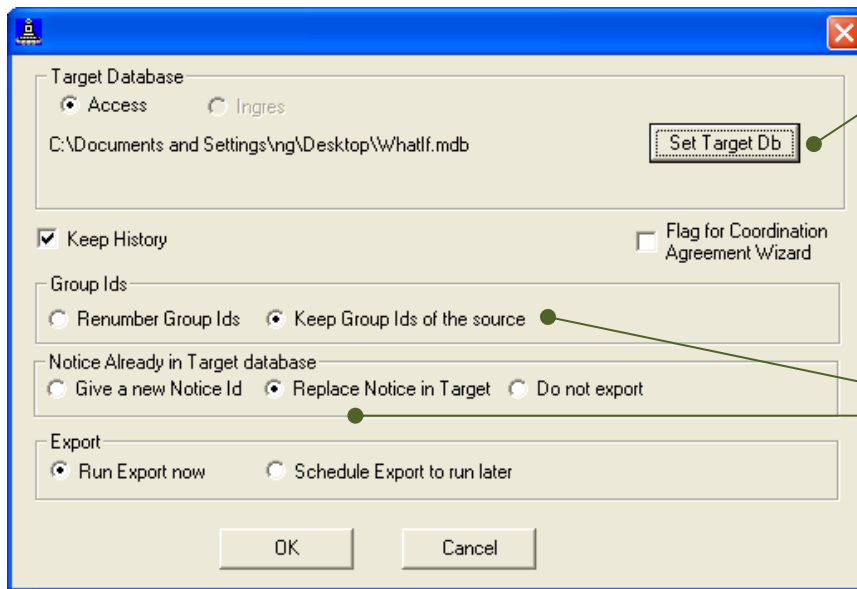 Target Database
Access Ingres
C:\Documents and Settings\ng\Desktop\WhatIf.mdb
Set Target Db
Keep History
Flag for Coordination
Agreement Wizard
Group Ids
Renumber Group Ids Keep Group Ids of the source
Notice Already in Target database
Give a new Notice Id Replace Notice in Target Do not export
Export
Run Export now Schedule Export to run later
OK Cancel